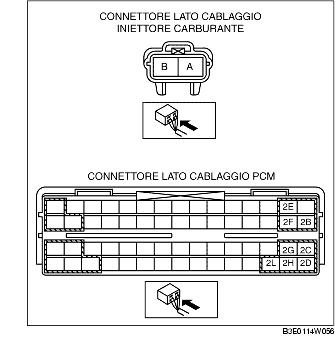 CONNETTORE LATO CABLAGGIO
INIETTORE CARBURANTE
B A
CONNETTORE LATO CABLAGGIO PCM
2E
2F 2B
2G 2C
2L 2H 2D
B3E0114W056